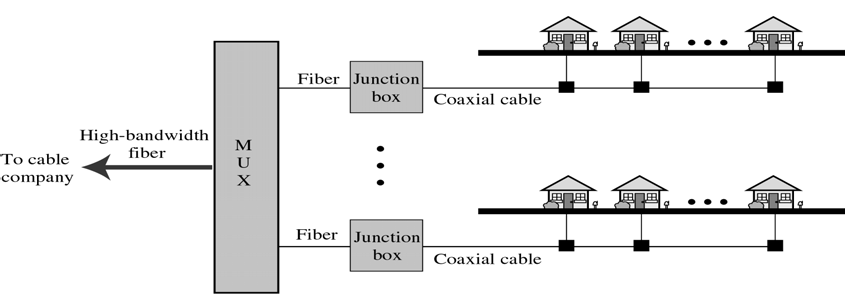 Fiber
Junction
box
Coaxial cable
High-bandwidth
fiber
To cable
company
M
U
X
Fiber
Junction
box
Coaxial cable